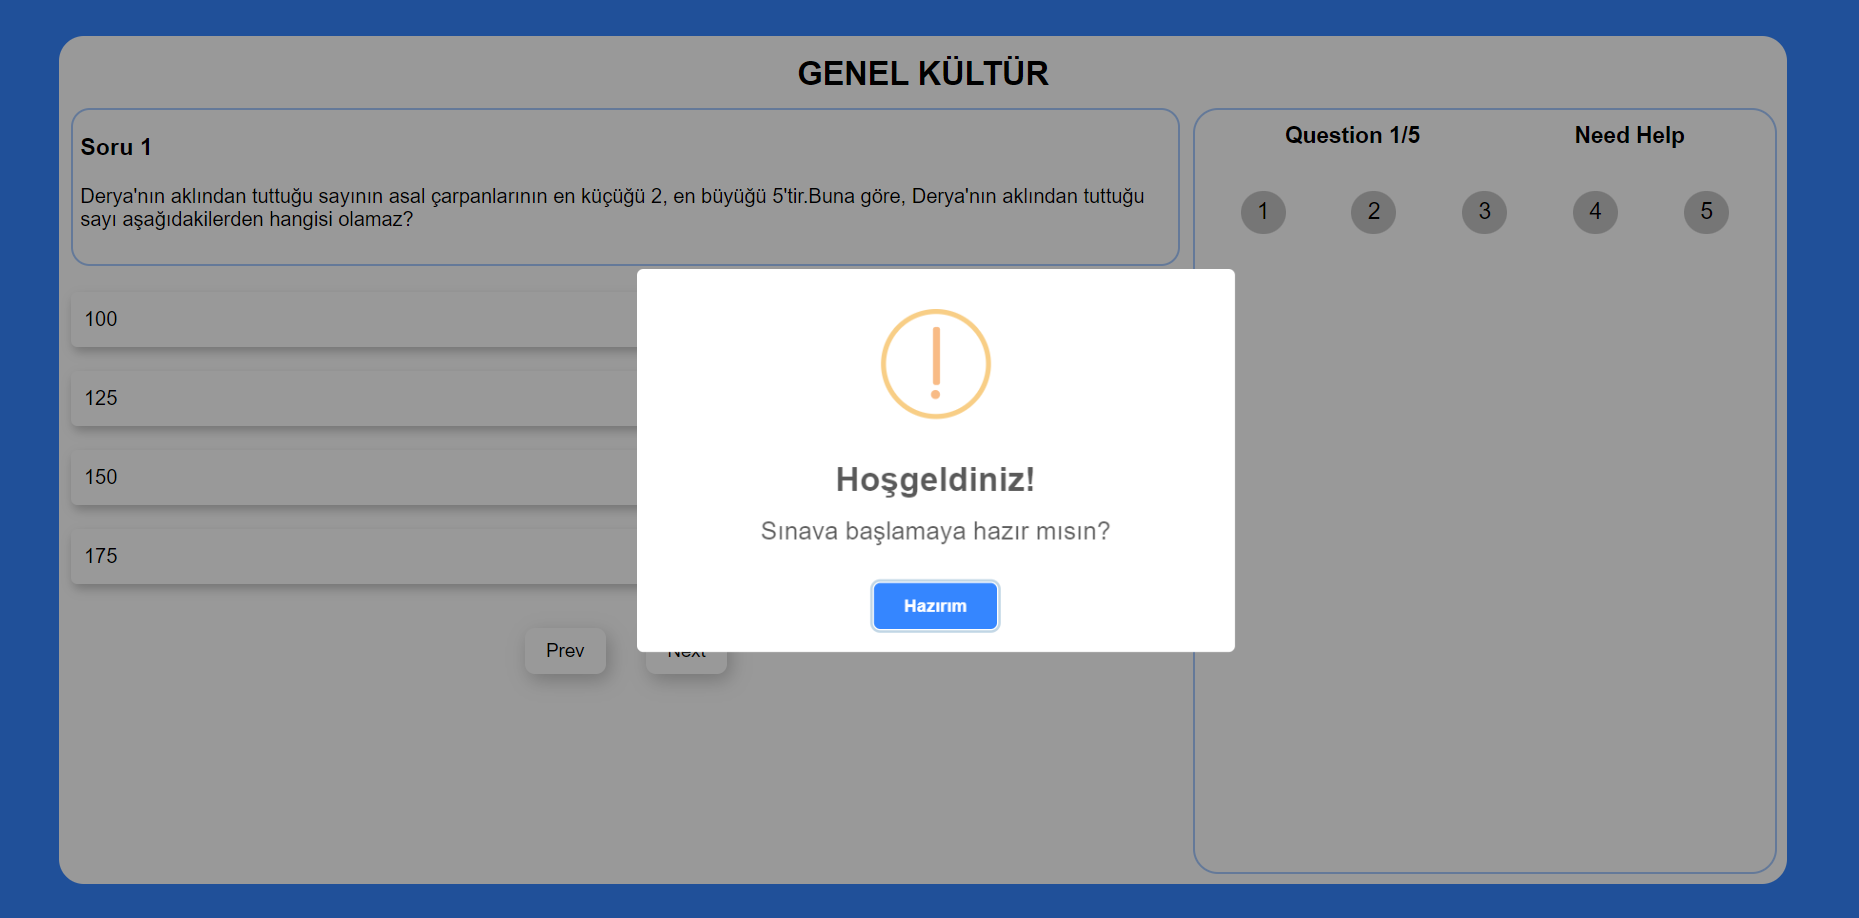 GENEL KÜLTÜR
Soru 1
Derya'nın aklından tuttuğu sayının asal çarpanlarının en küçüğü 2, en büyüğü 5'tir.Buna göre, Derya'nın aklından tuttuğu
sayı aşağıdakilerden hangisi olamaz?
100
125
150
175
Prev
Next
Question 1/5
Need Help
1
2
3
4
5
Hoşgeldiniz!
Sınava başlamaya hazır mısın?
Hazırım